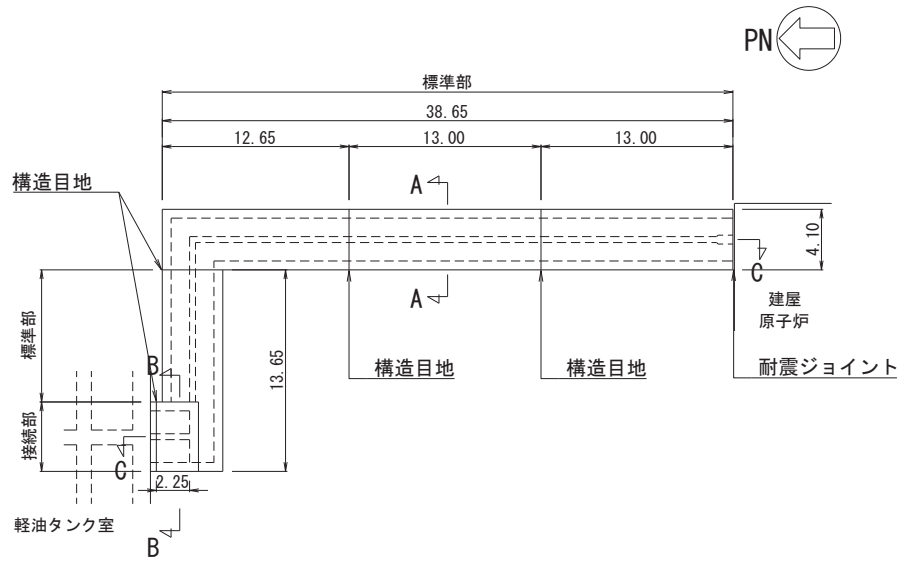 PN
標準部
38.65
12.65
13.00
13.00
構造目地
A
4.10
C
A
建屋
原子炉
標準部
B
13.65
構造目地
構造目地
耐震ジョイント
接続部
C
2.25
軽油タンク室
B